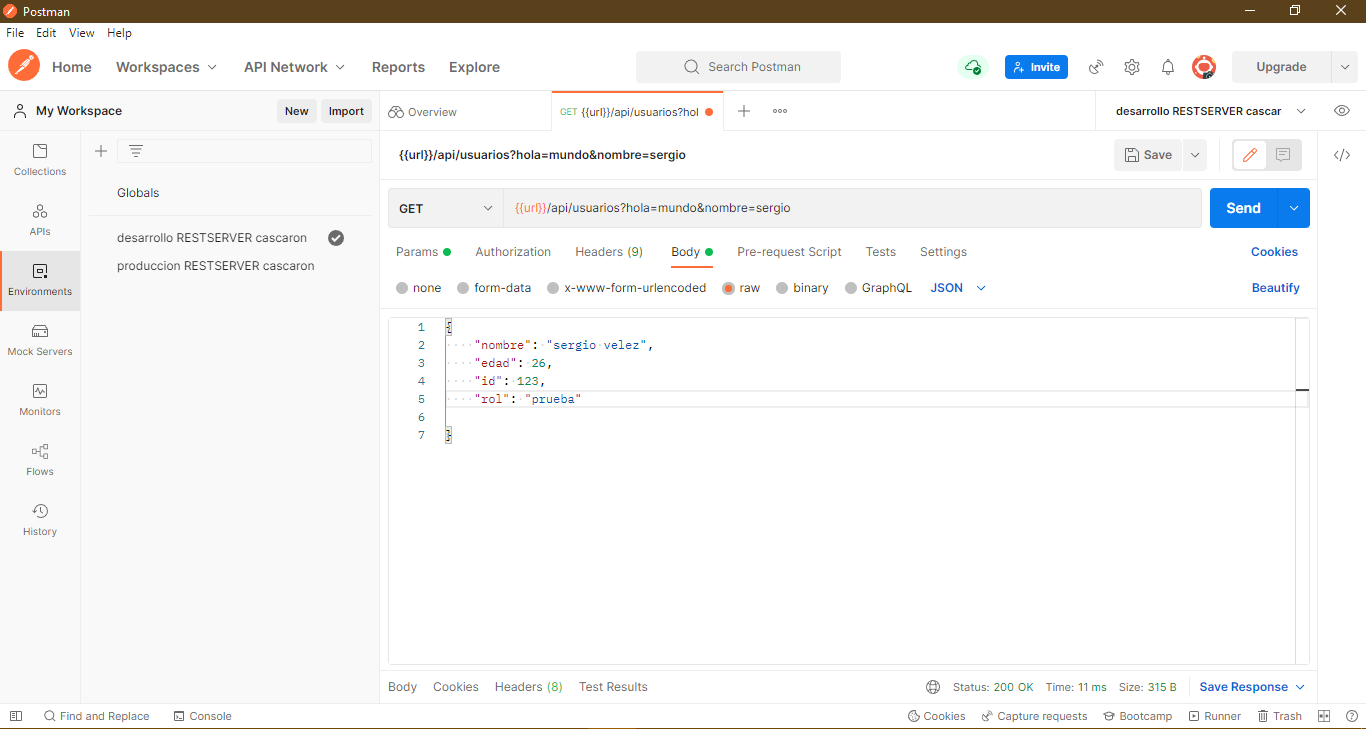 Postman
File Edit View Help
Home Workspaces API Network Reports Explore Search Postman Invite Upgrade
My Workspace New Import Overview GET {{url}}/api/usuarios?hol desarrollo RESTSERVER cascar
Collections
APIs
Environments
Mock Servers
Monitors
Flows
History
Globals
desarrollo RESTSERVER cascaron
produccion RESTSERVER cascaron
{{url}}/api/usuarios?hola=mundo&nombre=sergio Save
GET {{url}}/api/usuarios?hola=mundo&nombre=sergio Send
Params Authorization Headers (9) Body Pre-request Script Tests Settings Cookies
none form-data x-www-form-urlencoded raw binary GraphQL JSON Beautify
1 {
2 "nombre": "sergio velez",
3 "edad": 26,
4 "id": 123,
5 "rol": "prueba"
6
7 }
Body Cookies Headers (8) Test Results Status: 200 OK Time: 11 ms Size: 315 B Save Response
Find and Replace Console Cookies Capture requests Bootcamp Runner Trash